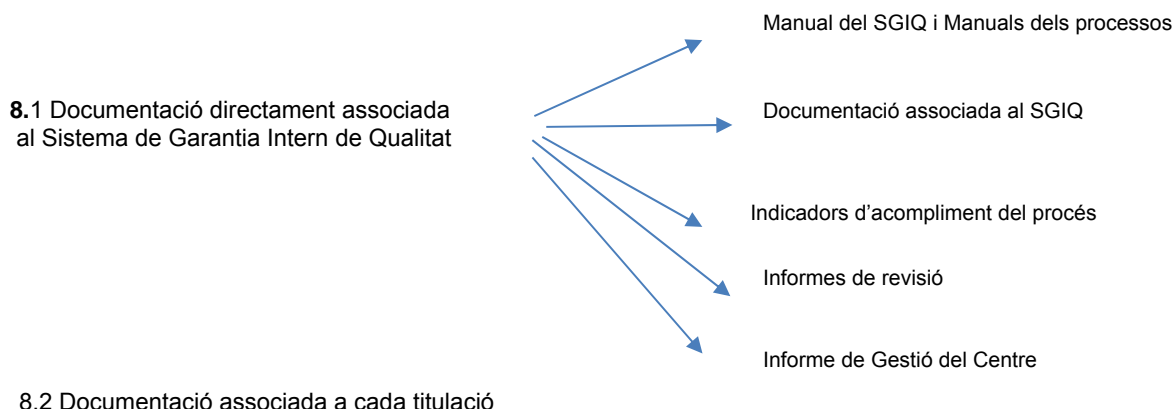 Manual del SGIQ i Manuals dels processos
8.1 Documentació directament associada
al Sistema de Garantia Intern de Qualitat
Documentació associada al SGIQ
Indicadors d’acompliment del procés
Informes de revisió
Informe de Gestió del Centre
8.2 Documentació associada a cada titulació